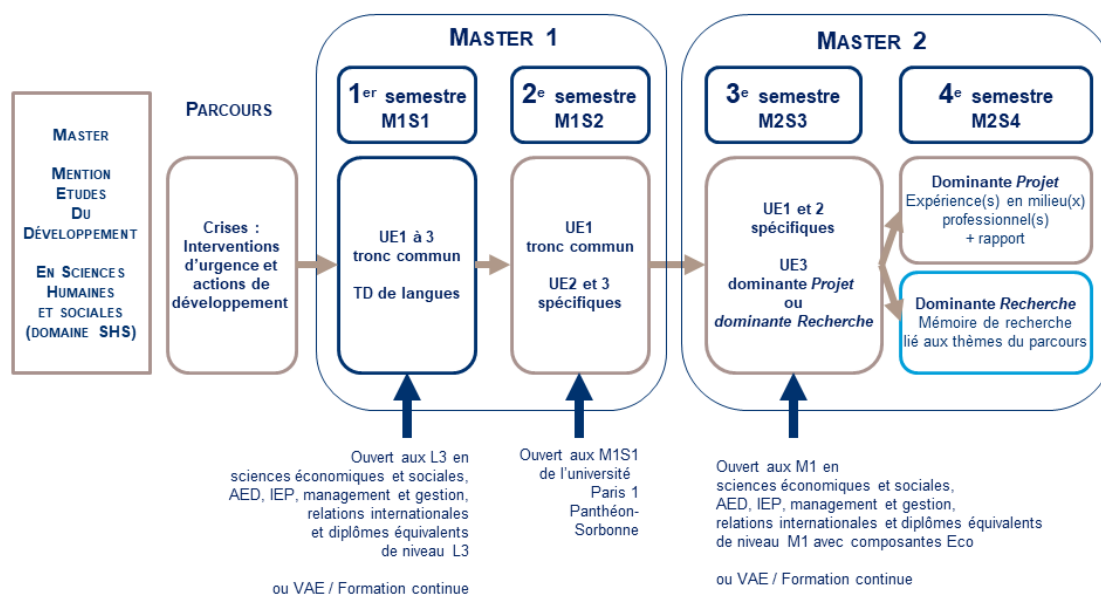 MASTER 1
MASTER 2
1er semestre
M1S1
2e semestre
M1S2
3e semestre
M2S3
4e semestre
M2S4
PARCOURS
MASTER
MENTION
ETUDES
DU
DÉVELOPPEMENT
EN SCIENCES
HUMAINES
ET SOCIALES
(DOMAINE SHS)
Crises :
Interventions
d'urgence et
actions de
développement
UE1 à 3
tronc commun
TD de langues
UE1
tronc commun
UE2 et 3
spécifiques
UE1 et 2
spécifiques
UE3
dominante Projet
ou
dominante Recherche
Dominante Projet
Expérience(s) en milieu(x)
professionnel(s)
+ rapport
Dominante Recherche
Mémoire de recherche
lié aux thèmes du parcours
Ouvert aux L3 en
sciences économiques et sociales,
AED, IEP, management et gestion,
relations internationales
et diplômes équivalents
de niveau L3
ou VAE / Formation continue
Ouvert aux M1S1
de l'université
Paris 1
Panthéon-
Sorbonne
Ouvert aux M1 en
sciences économiques et sociales,
AED, IEP, management et gestion,
relations internationales et diplômes équivalents
de niveau M1 avec composantes Eco
ou VAE / Formation continue